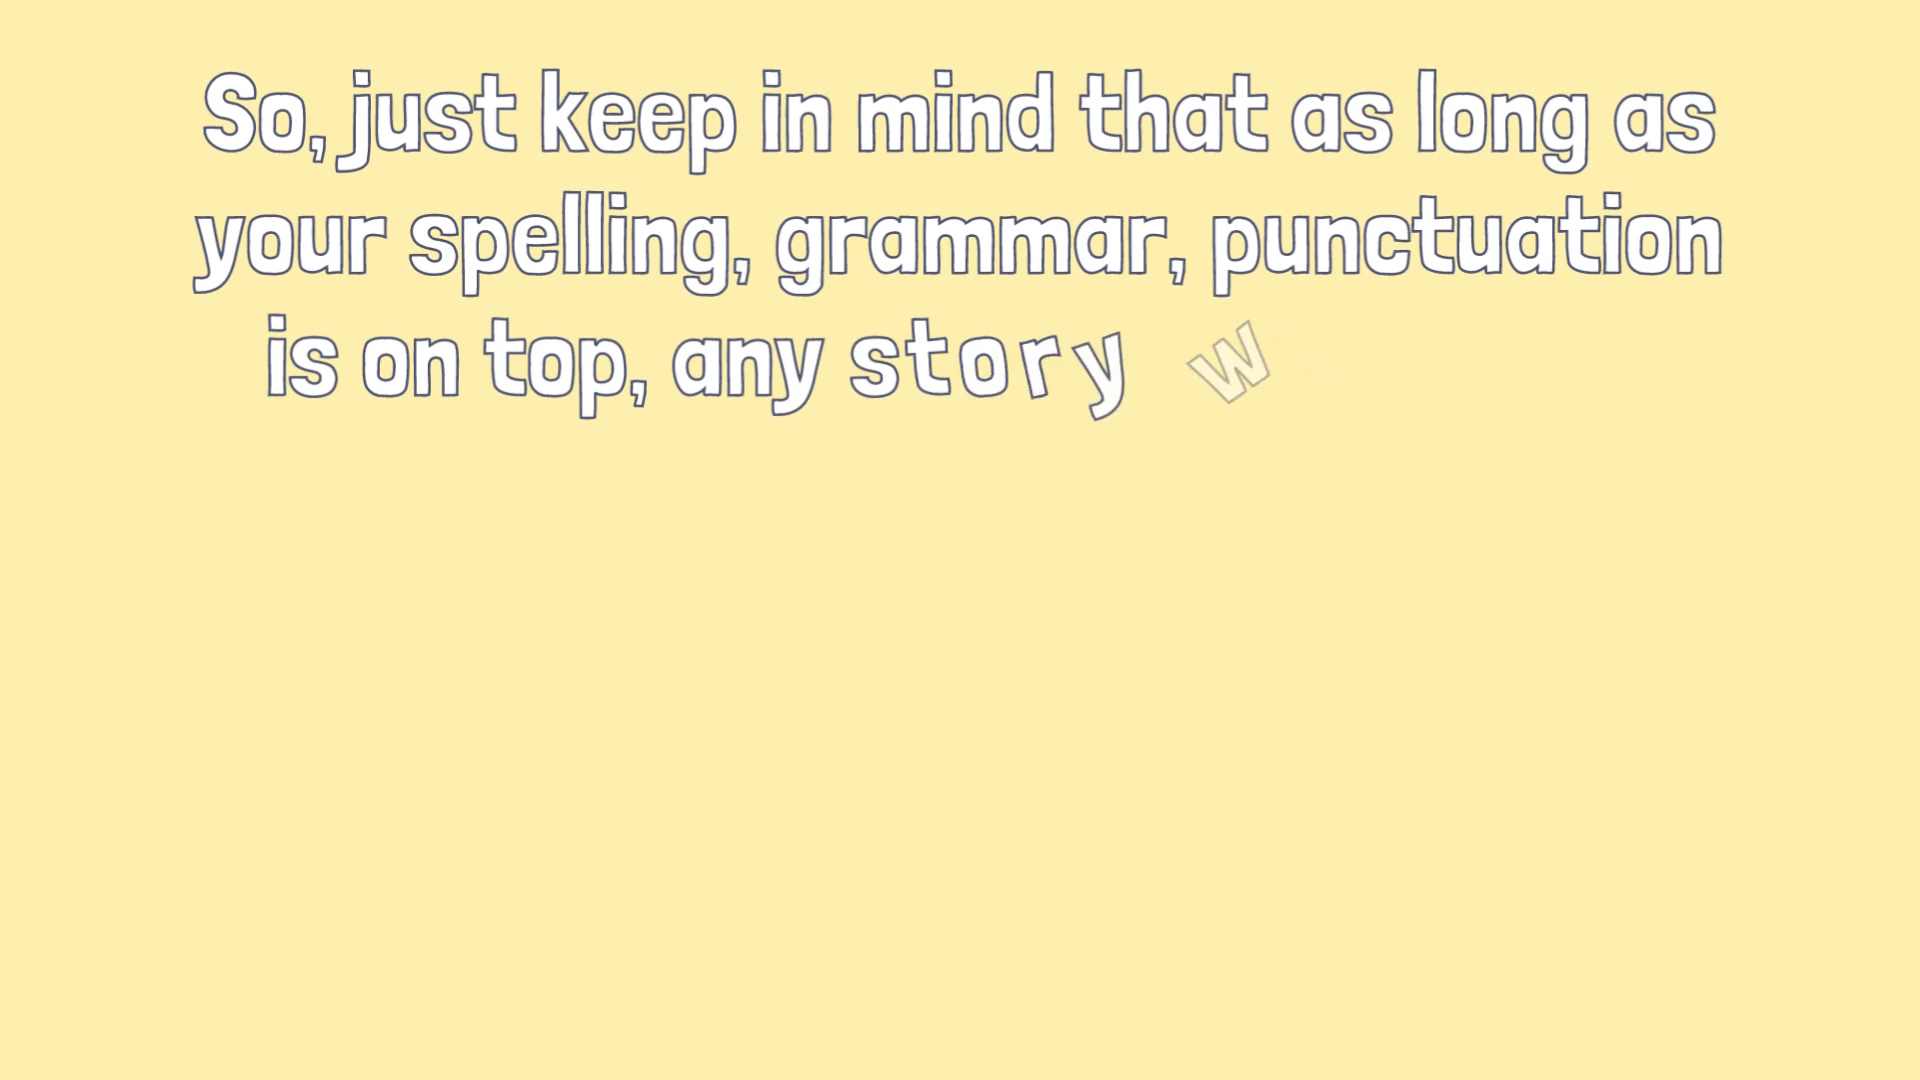 So, just keep in mind that as long as
your spelling, grammar, punctuation
is on top, any story w